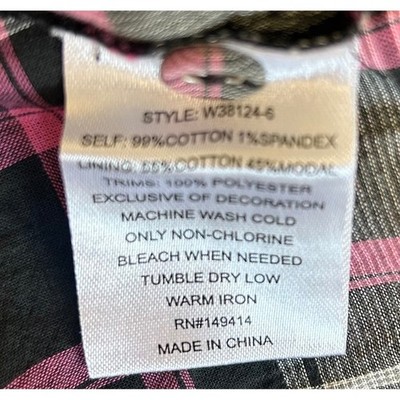 STYLE: W38124-6
SELF: 99%COTTON 1%SPANDEX
LINING: 55%COTTON 45%MODAL
TRIMS: 100% POLYESTER
EXCLUSIVE OF DECORATION
MACHINE WASH COLD
ONLY NON-CHLORINE
BLEACH WHEN NEEDED
TUMBLE DRY LOW
WARM IRON
RN#149414
MADE IN CHINA